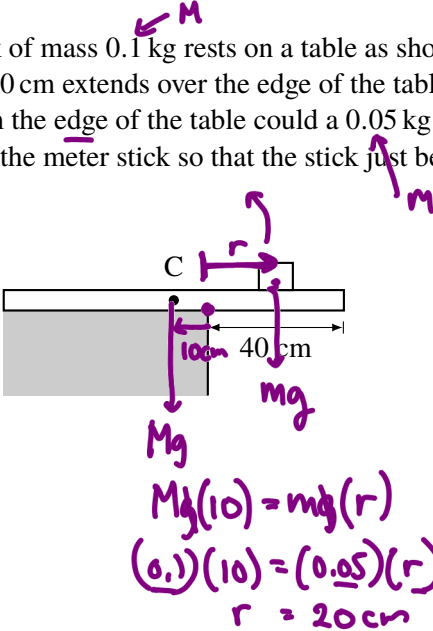 M
of mass 0.1 kg rests on a table as sho
0 cm extends over the edge of the tabl
the edge of the table could a 0.05 kg
the meter stick so that the stick just be
m
r
C
10cm 40 cm
mg
Mg
Mg(10) = mg(r)
(0.1)(10) = (0.05)(r)
r = 20cm